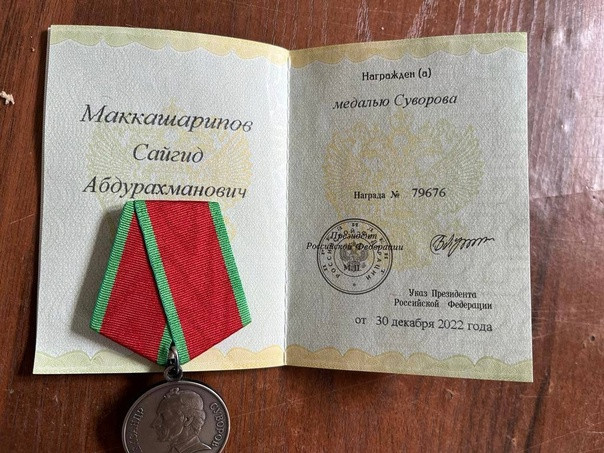 Маккашарипов
Сайгид
Абдурахманович
Награжден (а)
медалью Суворова
Награда № 79676
Президент
Российской Федерации
М.П.
Указ Президента
Российской Федерации
от 30 декабря 2022 года
СУВОРОВ